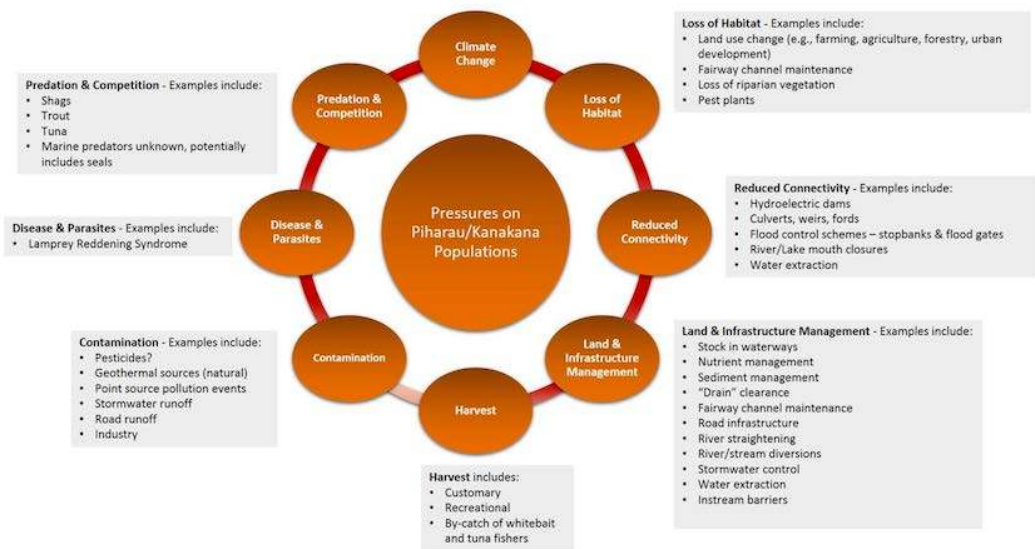 Climate
Change
Loss of
Habitat
Reduced
Connectivity
Land &
Infrastructure
Management
Harvest
Contamination
Disease &
Parasites
Predation &
Competition
Pressures on
Piharau/Kanakana
Populations
Loss of Habitat - Examples include:
• Land use change (e.g., farming, agriculture, forestry, urban
development)
• Fairway channel maintenance
• Loss of riparian vegetation
• Pest plants
Reduced Connectivity - Examples include:
• Hydroelectric dams
• Culverts, weirs, fords
• Flood control schemes – stopbanks & flood gates
• River/Lake mouth closures
• Water extraction
Land & Infrastructure Management - Examples include:
• Stock in waterways
• Nutrient management
• Sediment management
• “Drain” clearance
• Fairway channel maintenance
• Road infrastructure
• River straightening
• River/stream diversions
• Stormwater control
• Water extraction
• Instream barriers
Harvest includes:
• Customary
• Recreational
• By-catch of whitebait
and tuna fishers
Contamination - Examples include:
• Pesticides?
• Geothermal sources (natural)
• Point source pollution events
• Stormwater runoff
• Road runoff
• Industry
Disease & Parasites - Examples include:
• Lamprey Reddening Syndrome
Predation & Competition - Examples include:
• Shags
• Trout
• Tuna
• Marine predators unknown, potentially
includes seals